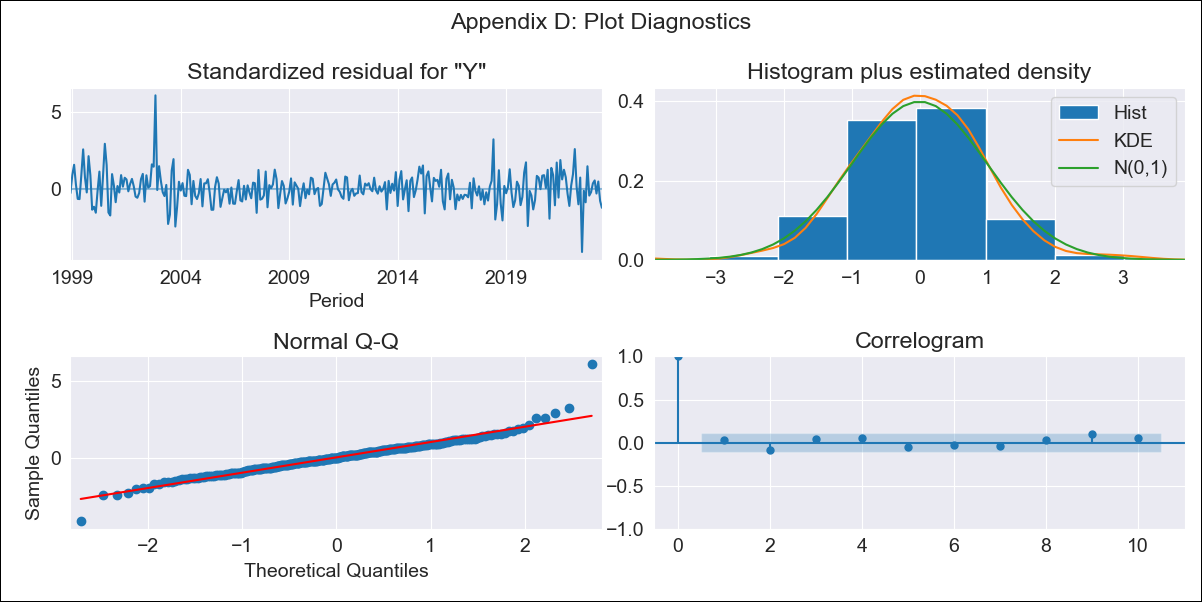 Appendix D: Plot Diagnostics
Standardized residual for "Y"
5
0
1999 2004 2009 2014 2019
Period
Histogram plus estimated density
0.4
0.2
0.0
Hist
KDE
N(0,1)
−3 −2 −1 0 1 2 3
Normal Q-Q
Sample Quantiles
5
0
−2 −1 0 1 2
Theoretical Quantiles
Correlogram
1.0
0.5
0.0
−0.5
−1.0
0 2 4 6 8 10